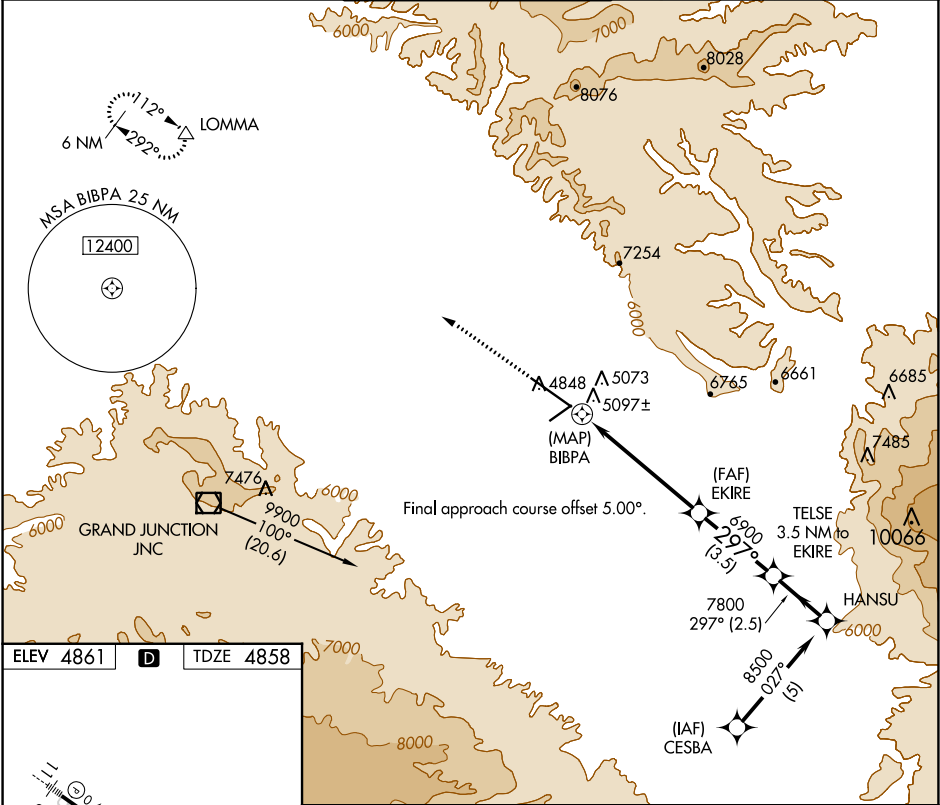 6000
7000
8028
8076
112°
292°
6 NM
LOMMA
MSA BIBPA 25 NM
12400
7254
6000
4848
5073
5097±
6765
6661
6685
7485
(MAP)
BIBPA
(FAF)
EKIRE
7476
6000
6000
9900
100°
(20.6)
GRAND JUNCTION
JNC
Final approach course offset 5.00°.
6900
297°
(3.5)
TELSE
3.5 NM to
EKIRE
10066
HANSU
6000
7800
297° (2.5)
8500
027°
(5)
(IAF)
CESBA
ELEV 4861
D
TDZE 4858
7000
8000
11
P